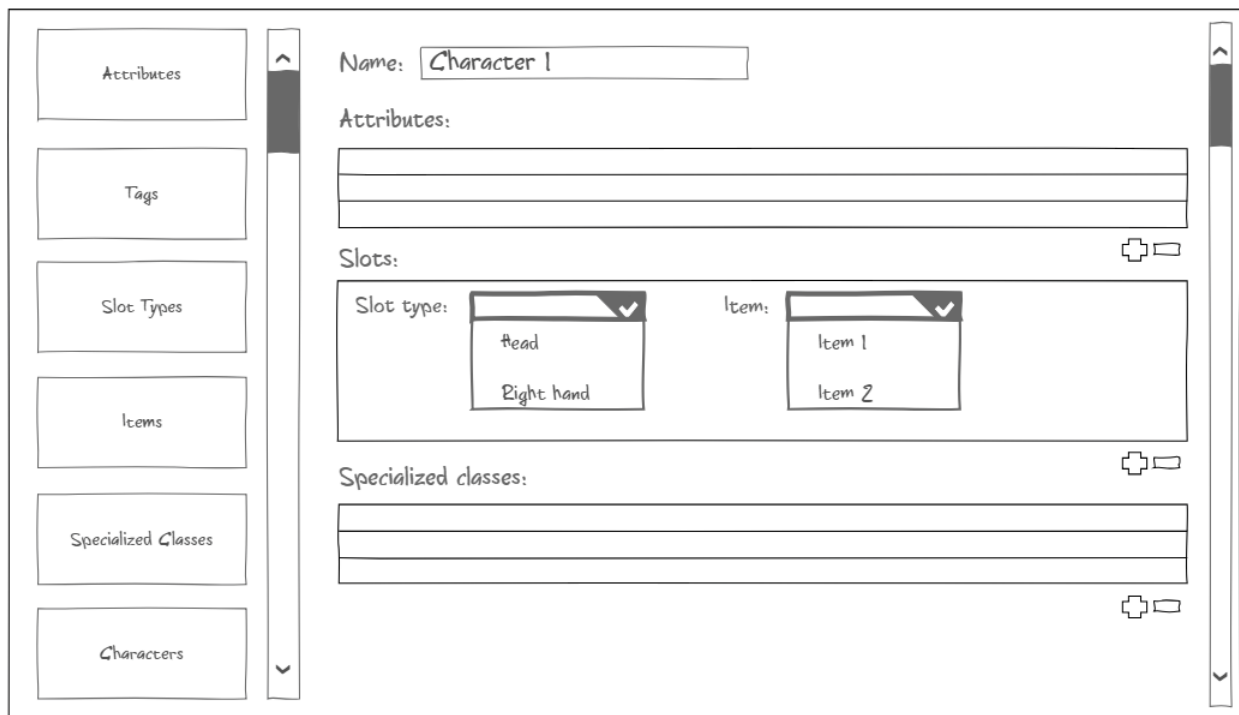 Attributes
Tags
Slot Types
Items
Specialized Classes
Characters
Name: Character 1
Attributes:
Slots:
Slot type:
Head
Right hand
Item:
Item 1
Item 2
Specialized classes: